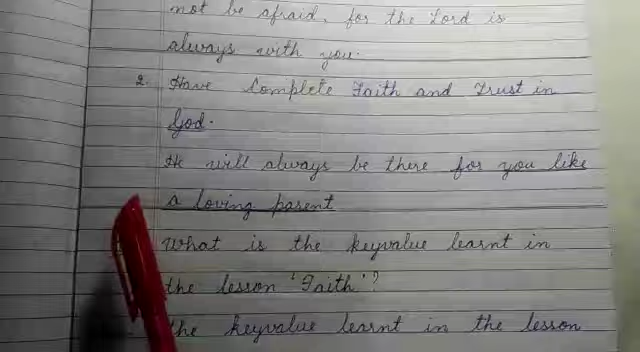 not be afraid, for the Lord is
always with you.
2. Have Complete Faith and Trust in
God.
He will always be there for you like
a loving parent
What is the keyvalue learnt in
the lesson 'Faith'?
the keyvalue learnt in the lesson